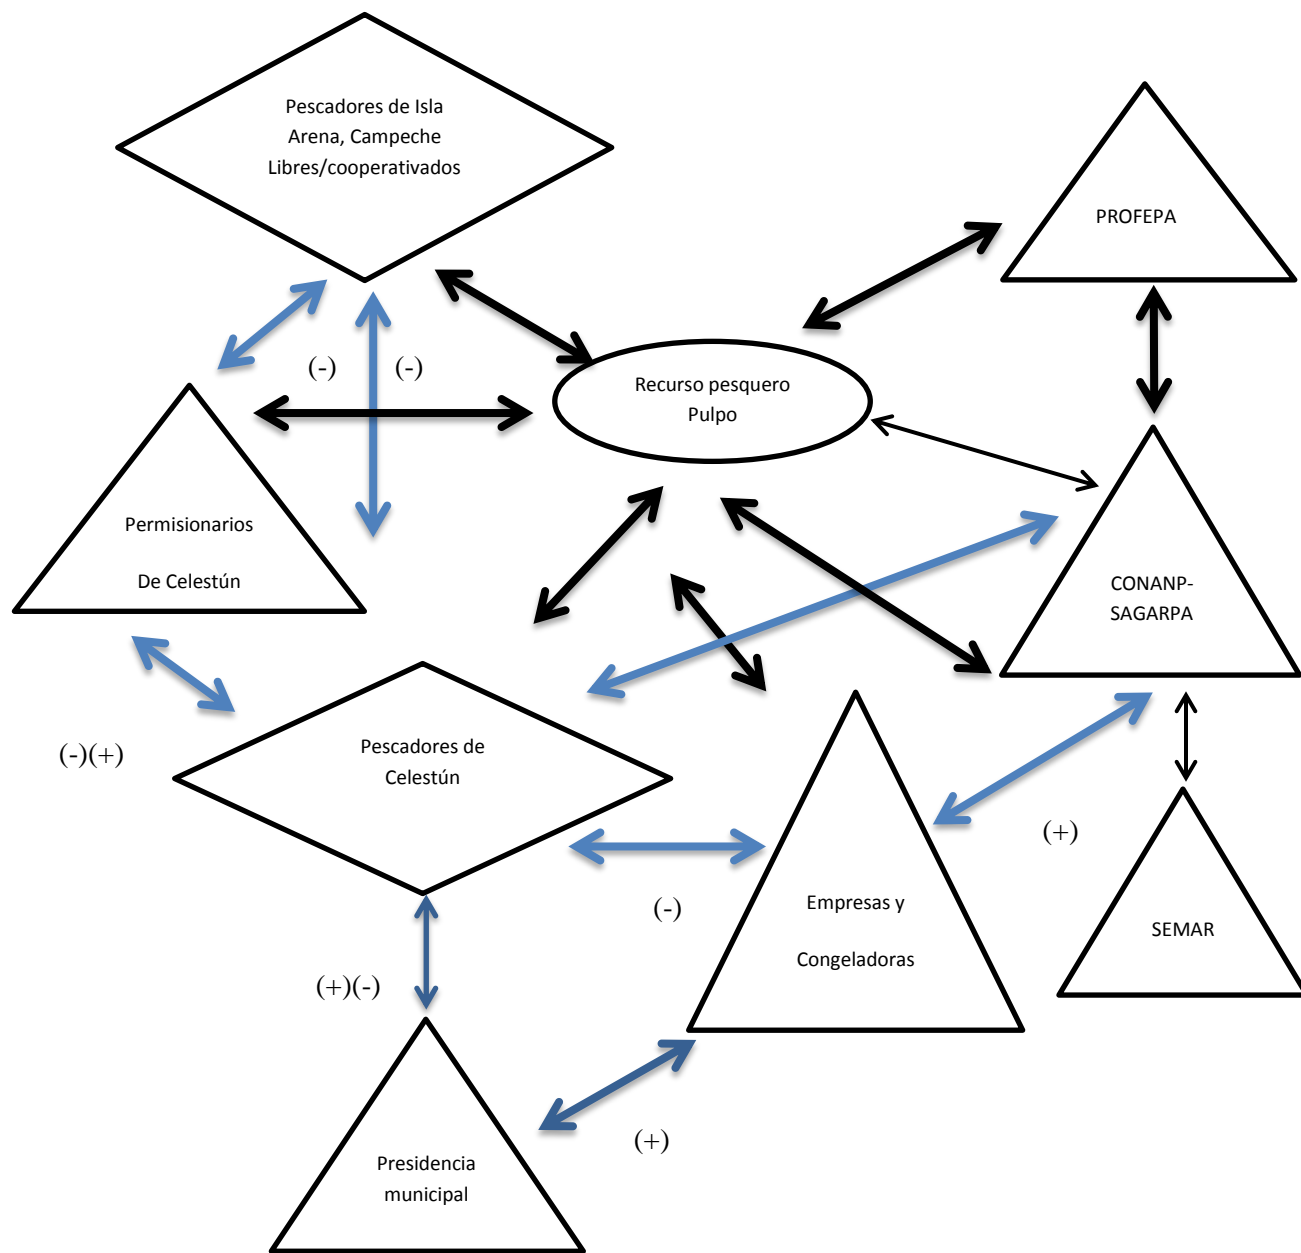 Pescadores de Isla
Arena, Campeche
Libres/cooperativados
PROFEPA
(-)
(-)
Recurso pesquero
Pulpo
Permisionarios
De Celestún
CONANP-
SAGARPA
(-)(+)
Pescadores de
Celestún
(+)
(-)
Empresas y
Congeladoras
SEMAR
(+)(-)
(+)
Presidencia
municipal